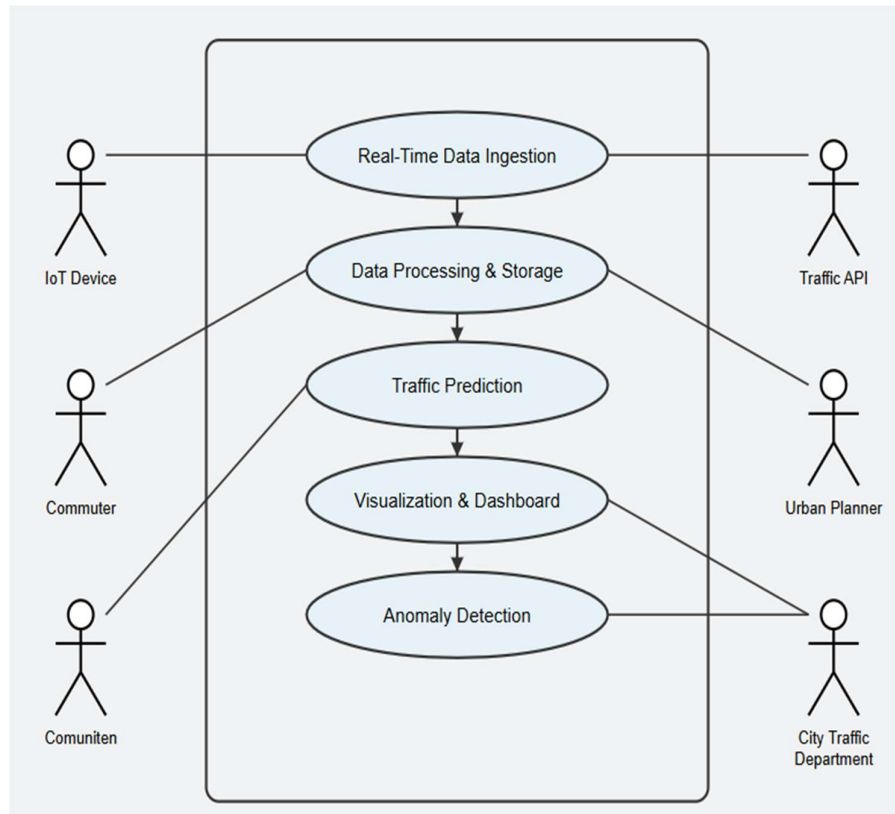 Real-Time Data Ingestion
IoT Device
Traffic API
Data Processing & Storage
Traffic Prediction
Commuter
Urban Planner
Visualization & Dashboard
Anomaly Detection
Comuniten
City Traffic
Department